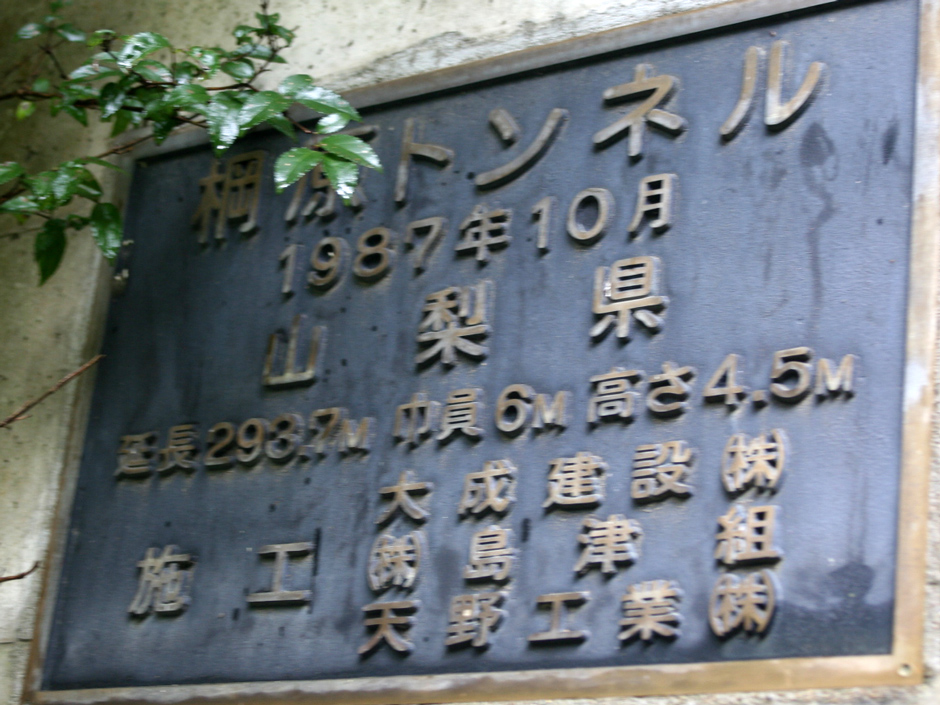 棡原トンネル
1987年10月
山梨県
延長293.7M 巾員6M 高さ4.5M
大成建設㈱
施工 ㈱島津組
天野工業㈱